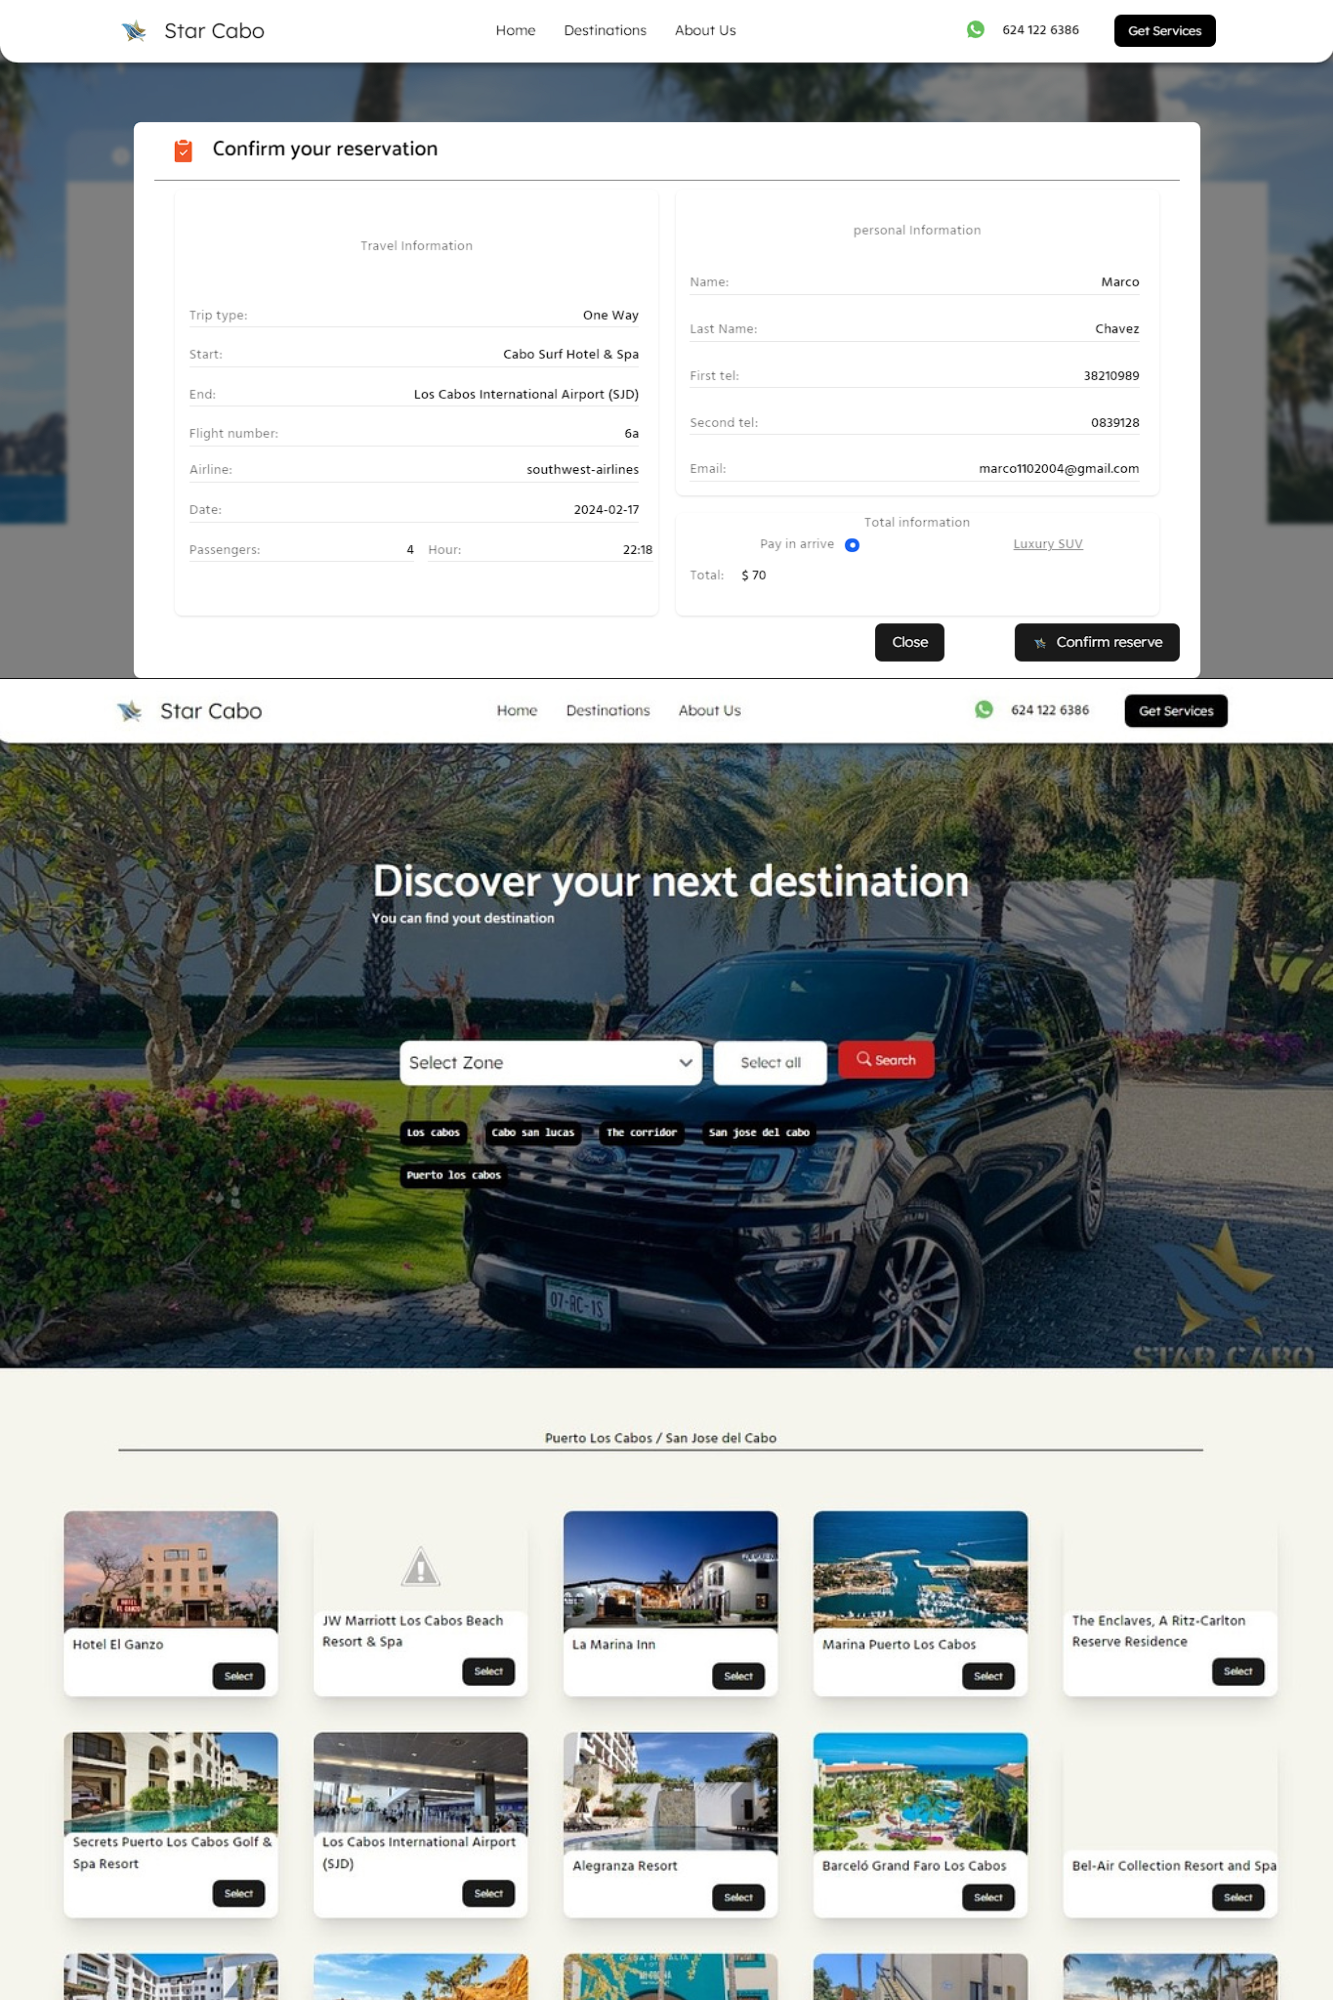 Star Cabo
Home Destinations About Us
624 122 6386
Get Services
Confirm your reservation
Travel Information
Trip type: One Way
Start: Cabo Surf Hotel & Spa
End: Los Cabos International Airport (SJD)
Flight number: 6a
Airline: southwest-airlines
Date: 2024-02-17
Passengers: 4 Hour: 22:18
personal Information
Name: Marco
Last Name: Chavez
First tel: 38210989
Second tel: 0839128
Email: marco1102004@gmail.com
Total information
Pay in arrive Luxury SUV
Total: $ 70
Close
Confirm reserve
Star Cabo
Home Destinations About Us
624 122 6386
Get Services
Discover your next destination
You can find yout destination
Select Zone
Select all
Search
Los cabos Cabo san lucas The corridor San jose del cabo
Puerto los cabos
Ford
07-RC-1S
STAR CABO
Puerto Los Cabos / San Jose del Cabo
HOTEL
EL GANZO
Hotel El Ganzo
Select
JW Marriott Los Cabos Beach
Resort & Spa
Select
La Marina Inn
Select
Marina Puerto Los Cabos
Select
The Enclaves, A Ritz-Carlton
Reserve Residence
Select
Secrets Puerto Los Cabos Golf &
Spa Resort
Select
Los Cabos International Airport
(SJD)
Select
Alegranza Resort
Select
Barceló Grand Faro Los Cabos
Select
Bel-Air Collection Resort and Spa
Select
CASA NATALIA